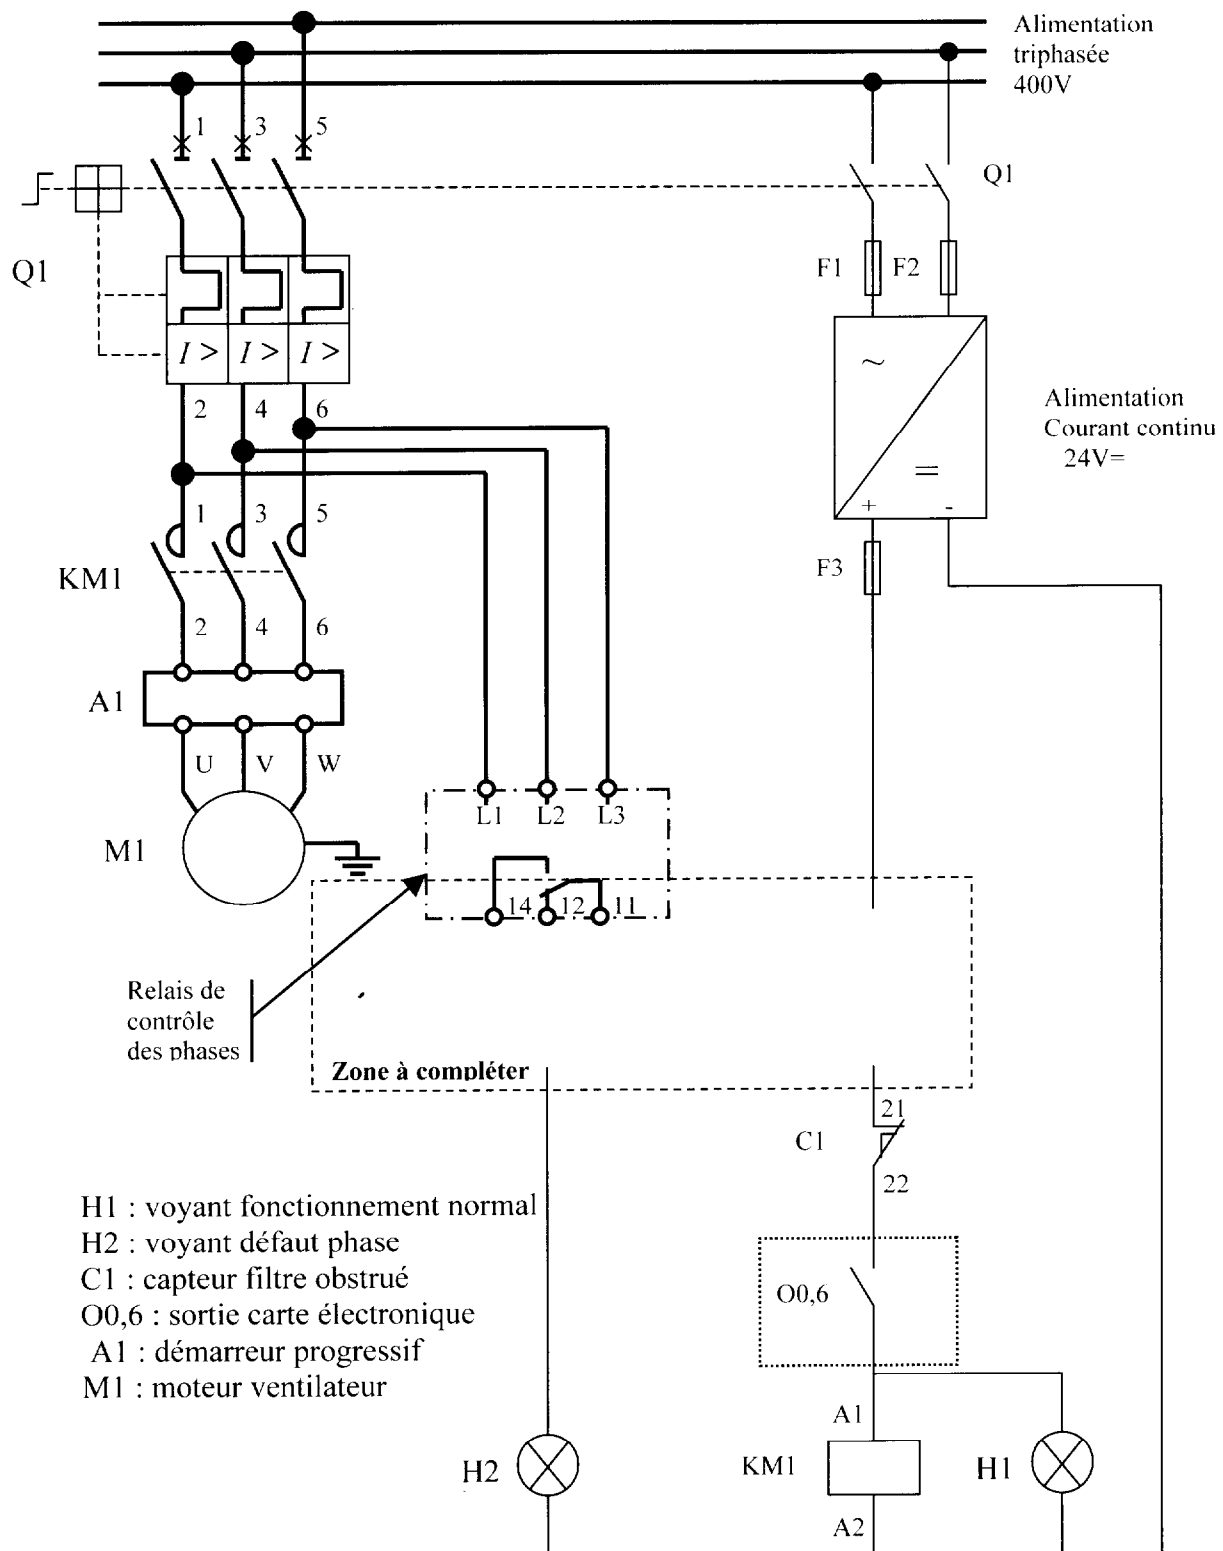 Alimentation
triphasée
400V
1 3 5
Q1
Q1
F1 F2
I > I > I >
~
2 4 6
Alimentation
Courant continu
24V=
=
+ -
1 3 5
KM1
F3
2 4 6
A1
U V W
L1 L2 L3
M1
14 12 11
Relais de
contrôle
des phases
Zone à compléter
21
C1
22
H1 : voyant fonctionnement normal
H2 : voyant défaut phase
C1 : capteur filtre obstrué
O0,6 : sortie carte électronique
A1 : démarreur progressif
M1 : moteur ventilateur
O0,6
A1
H2
KM1
H1
A2